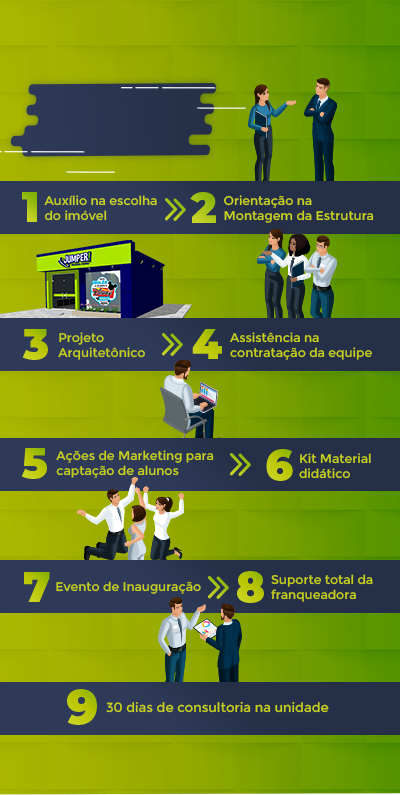 1 Auxílio na escolha
do imóvel
2 Orientação na
Montagem da Estrutura
JUMPER!
3 Projeto
Arquitetônico
4 Assistência na
contratação da equipe
5 Ações de Marketing para
captação de alunos
6 Kit Material
didático
7 Evento de Inauguração
8 Suporte total da
franqueadora
9 30 dias de consultoria na unidade